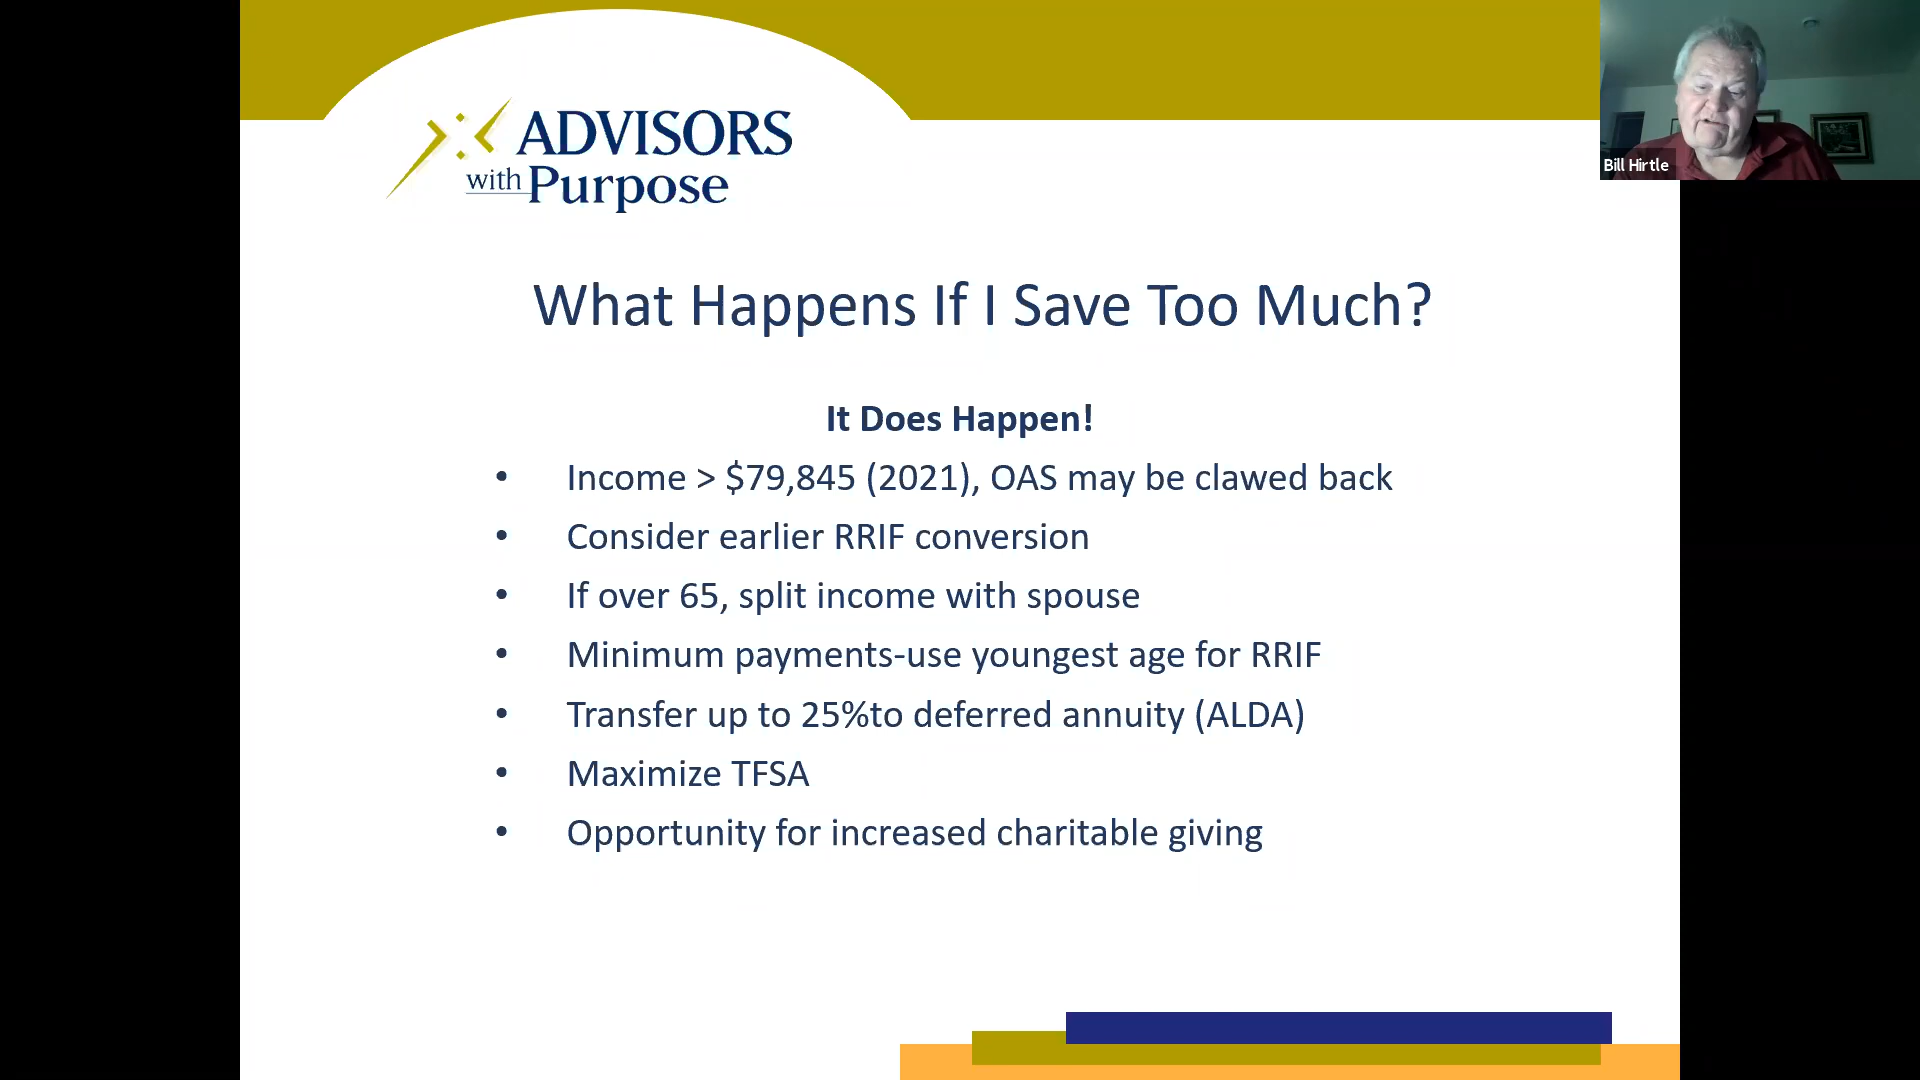 ADVISORS
with Purpose
Bill Hirtle
What Happens If I Save Too Much?
It Does Happen!
• Income > $79,845 (2021), OAS may be clawed back
• Consider earlier RRIF conversion
• If over 65, split income with spouse
• Minimum payments-use youngest age for RRIF
• Transfer up to 25%to deferred annuity (ALDA)
• Maximize TFSA
• Opportunity for increased charitable giving